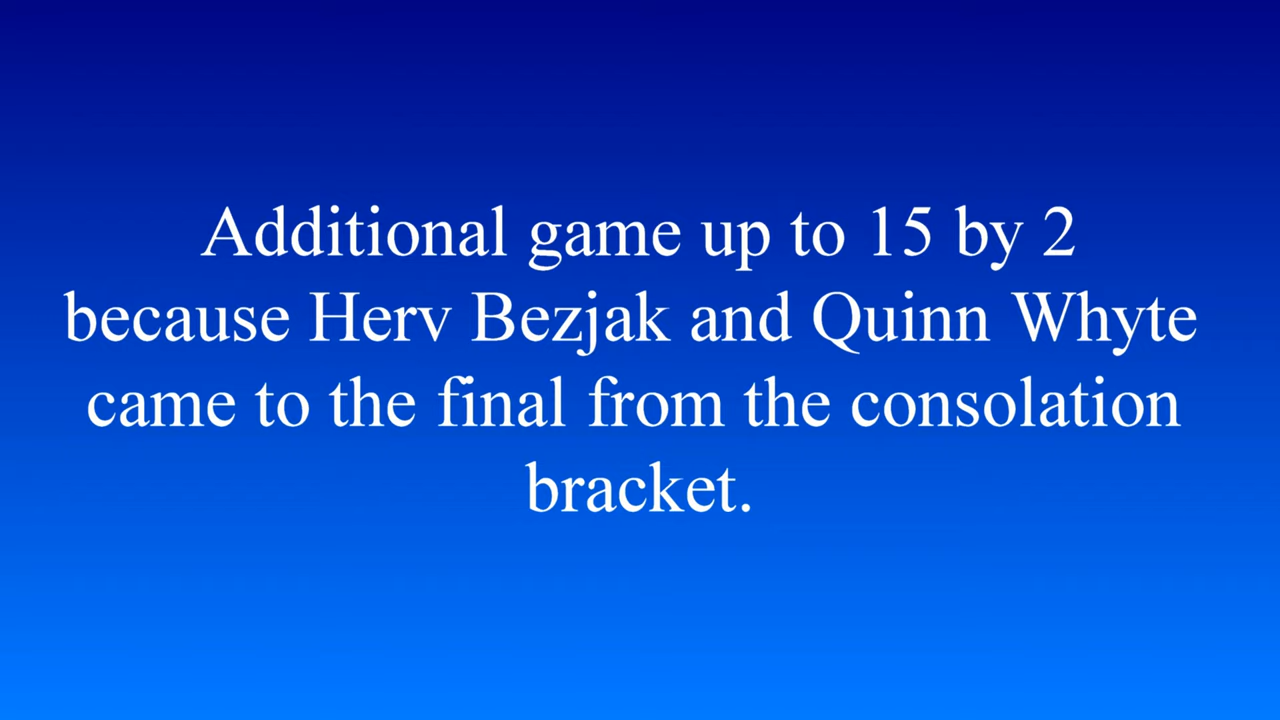 Additional game up to 15 by 2
because Herv Bezjak and Quinn Whyte
came to the final from the consolation
bracket.